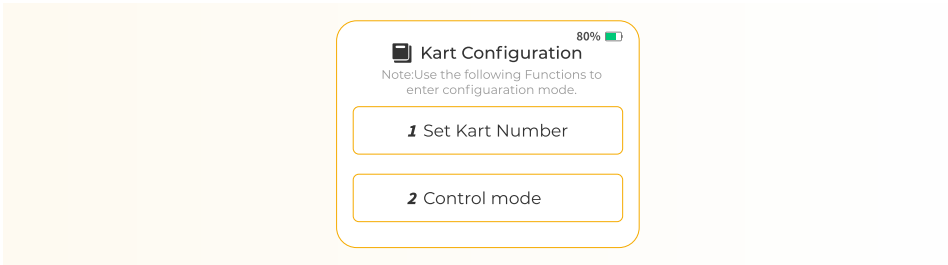 80%
Kart Configuration
Note:Use the following Functions to
enter configuaration mode.
1 Set Kart Number
2 Control mode